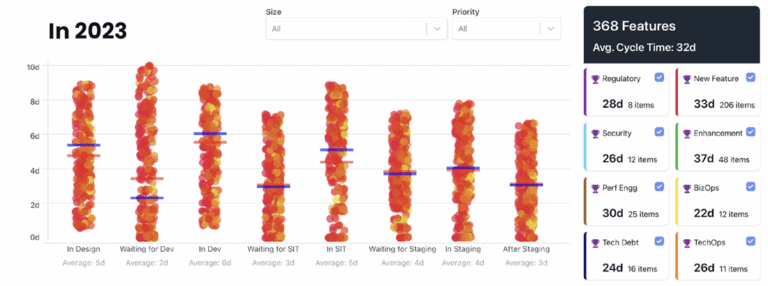 In 2023
Size
All
Priority
All
10d
8d
6d
4d
2d
0d
In Design
Average: 5d
Waiting for Dev
Average: 2d
In Dev
Average: 6d
Waiting for SIT
Average: 3d
In SIT
Average: 5d
Waiting for Staging
Average: 4d
In Staging
Average: 4d
After Staging
Average: 3d
368 Features
Avg. Cycle Time: 32d
Regulatory
28d 8 items
New Feature
33d 206 items
Security
26d 12 items
Enhancement
37d 48 items
Perf Engg
30d 25 items
BizOps
22d 12 items
Tech Debt
24d 16 items
TechOps
26d 11 items